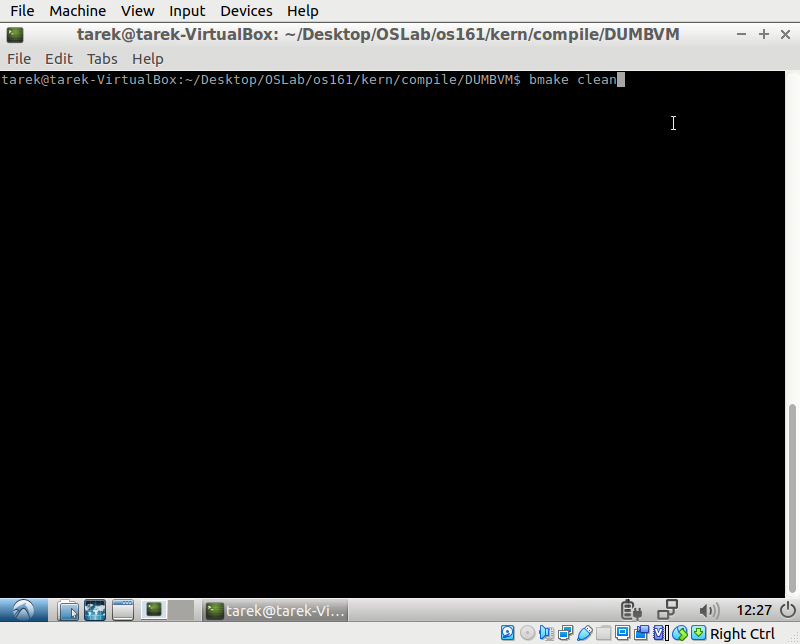 File Machine View Input Devices Help
tarek@tarek-VirtualBox: ~/Desktop/OSLab/os161/kern/compile/DUMBVM
File Edit Tabs Help
tarek@tarek-VirtualBox:~/Desktop/OSLab/os161/kern/compile/DUMBVM$ bmake clean
tarek@tarek-Vi...
12:27
Right Ctrl